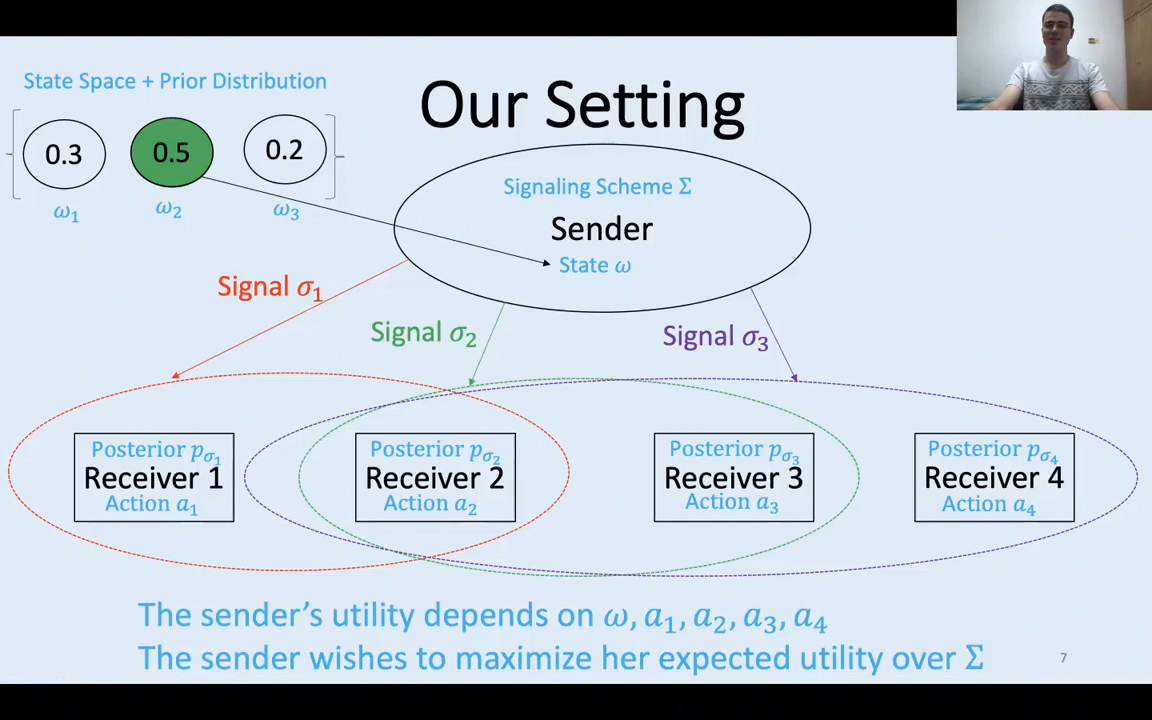 State Space + Prior Distribution
Our Setting
0.3
0.5
0.2
ω₁
ω₂
ω₃
Signaling Scheme Σ
Sender
State ω
Signal σ₁
Signal σ₂
Signal σ₃
Posterior p_σ₁
Receiver 1
Action a₁
Posterior p_σ₂
Receiver 2
Action a₂
Posterior p_σ₃
Receiver 3
Action a₃
Posterior p_σ₄
Receiver 4
Action a₄
The sender's utility depends on ω, a₁, a₂, a₃, a₄
The sender wishes to maximize her expected utility over Σ
7